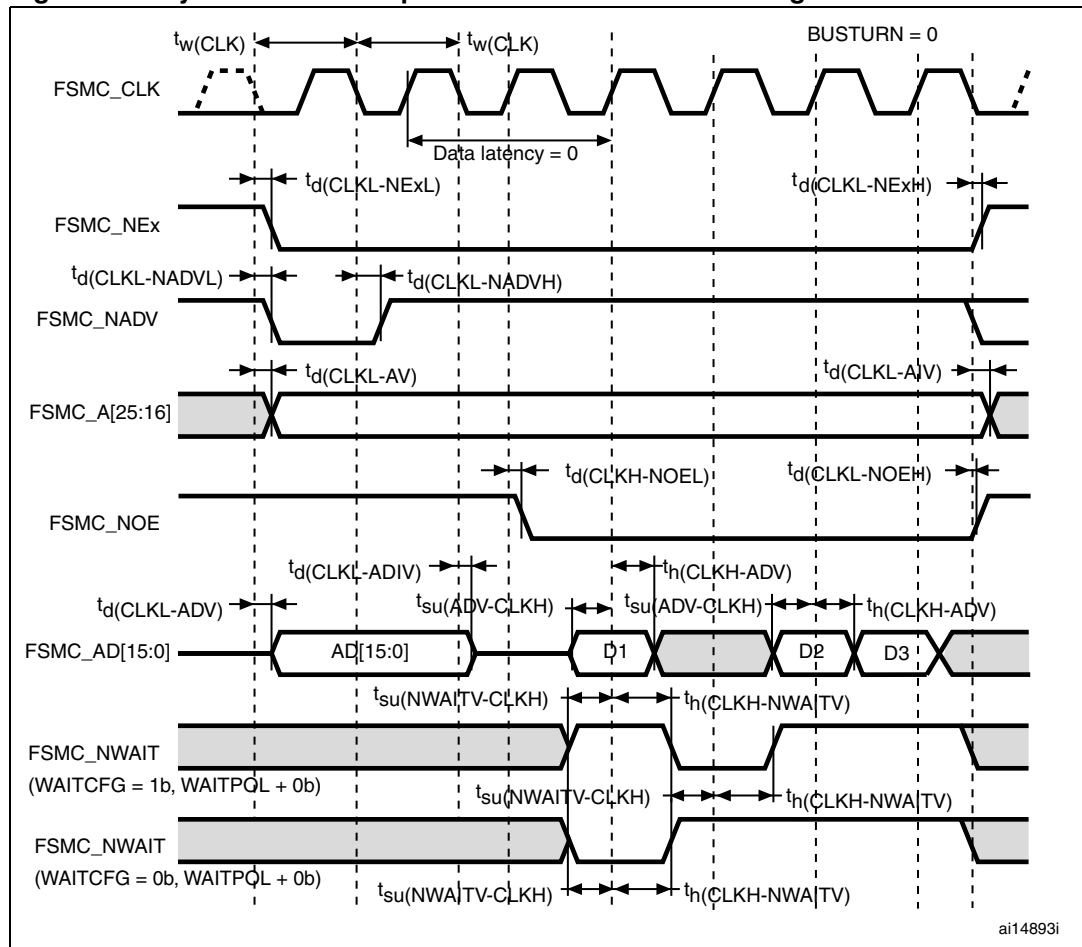 tw(CLK) tw(CLK) BUSTURN = 0
FSMC_CLK
Data latency = 0
td(CLKL-NExL) td(CLKL-NExH)
FSMC_NEx
td(CLKL-NADVL) td(CLKL-NADVH)
FSMC_NADV
td(CLKL-AV) td(CLKL-AIV)
FSMC_A[25:16]
td(CLKH-NOEL) td(CLKL-NOEH)
FSMC_NOE
td(CLKL-ADIV) th(CLKH-ADV)
td(CLKL-ADV) tsu(ADV-CLKH) tsu(ADV-CLKH) th(CLKH-ADV)
FSMC_AD[15:0] AD[15:0] D1 D2 D3
tsu(NWAITV-CLKH) th(CLKH-NWAITV)
FSMC_NWAIT
(WAITCFG = 1b, WAITPOL + 0b)
tsu(NWAITV-CLKH) th(CLKH-NWAITV)
FSMC_NWAIT
(WAITCFG = 0b, WAITPOL + 0b)
tsu(NWAITV-CLKH) th(CLKH-NWAITV)
ai14893i